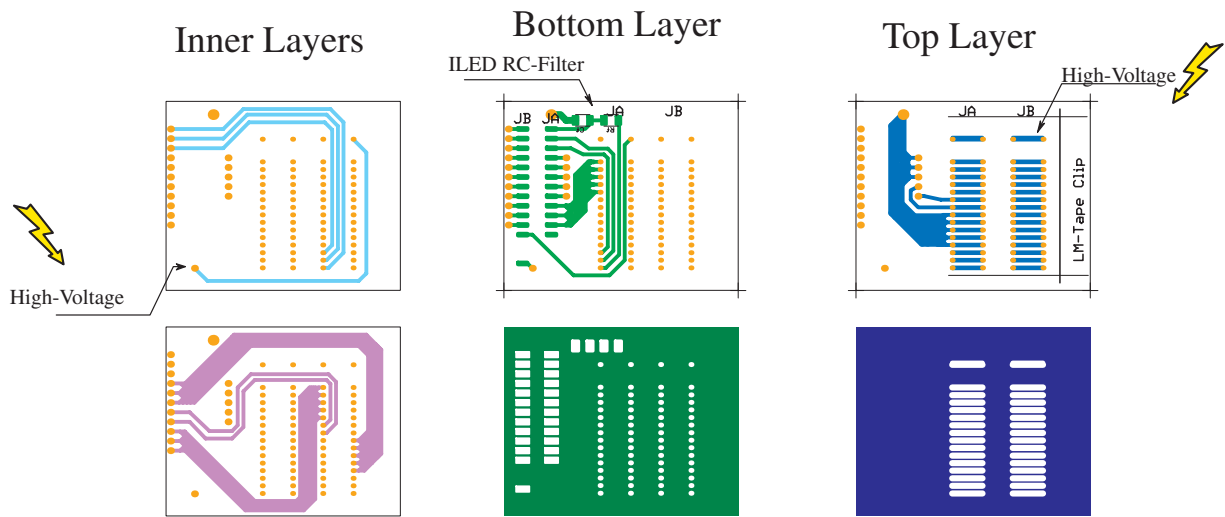 Inner Layers
Bottom Layer
Top Layer
ILED RC-Filter
High-Voltage
JB JA
JA
JB
JA
JB
LM-Tape Clip
High-Voltage